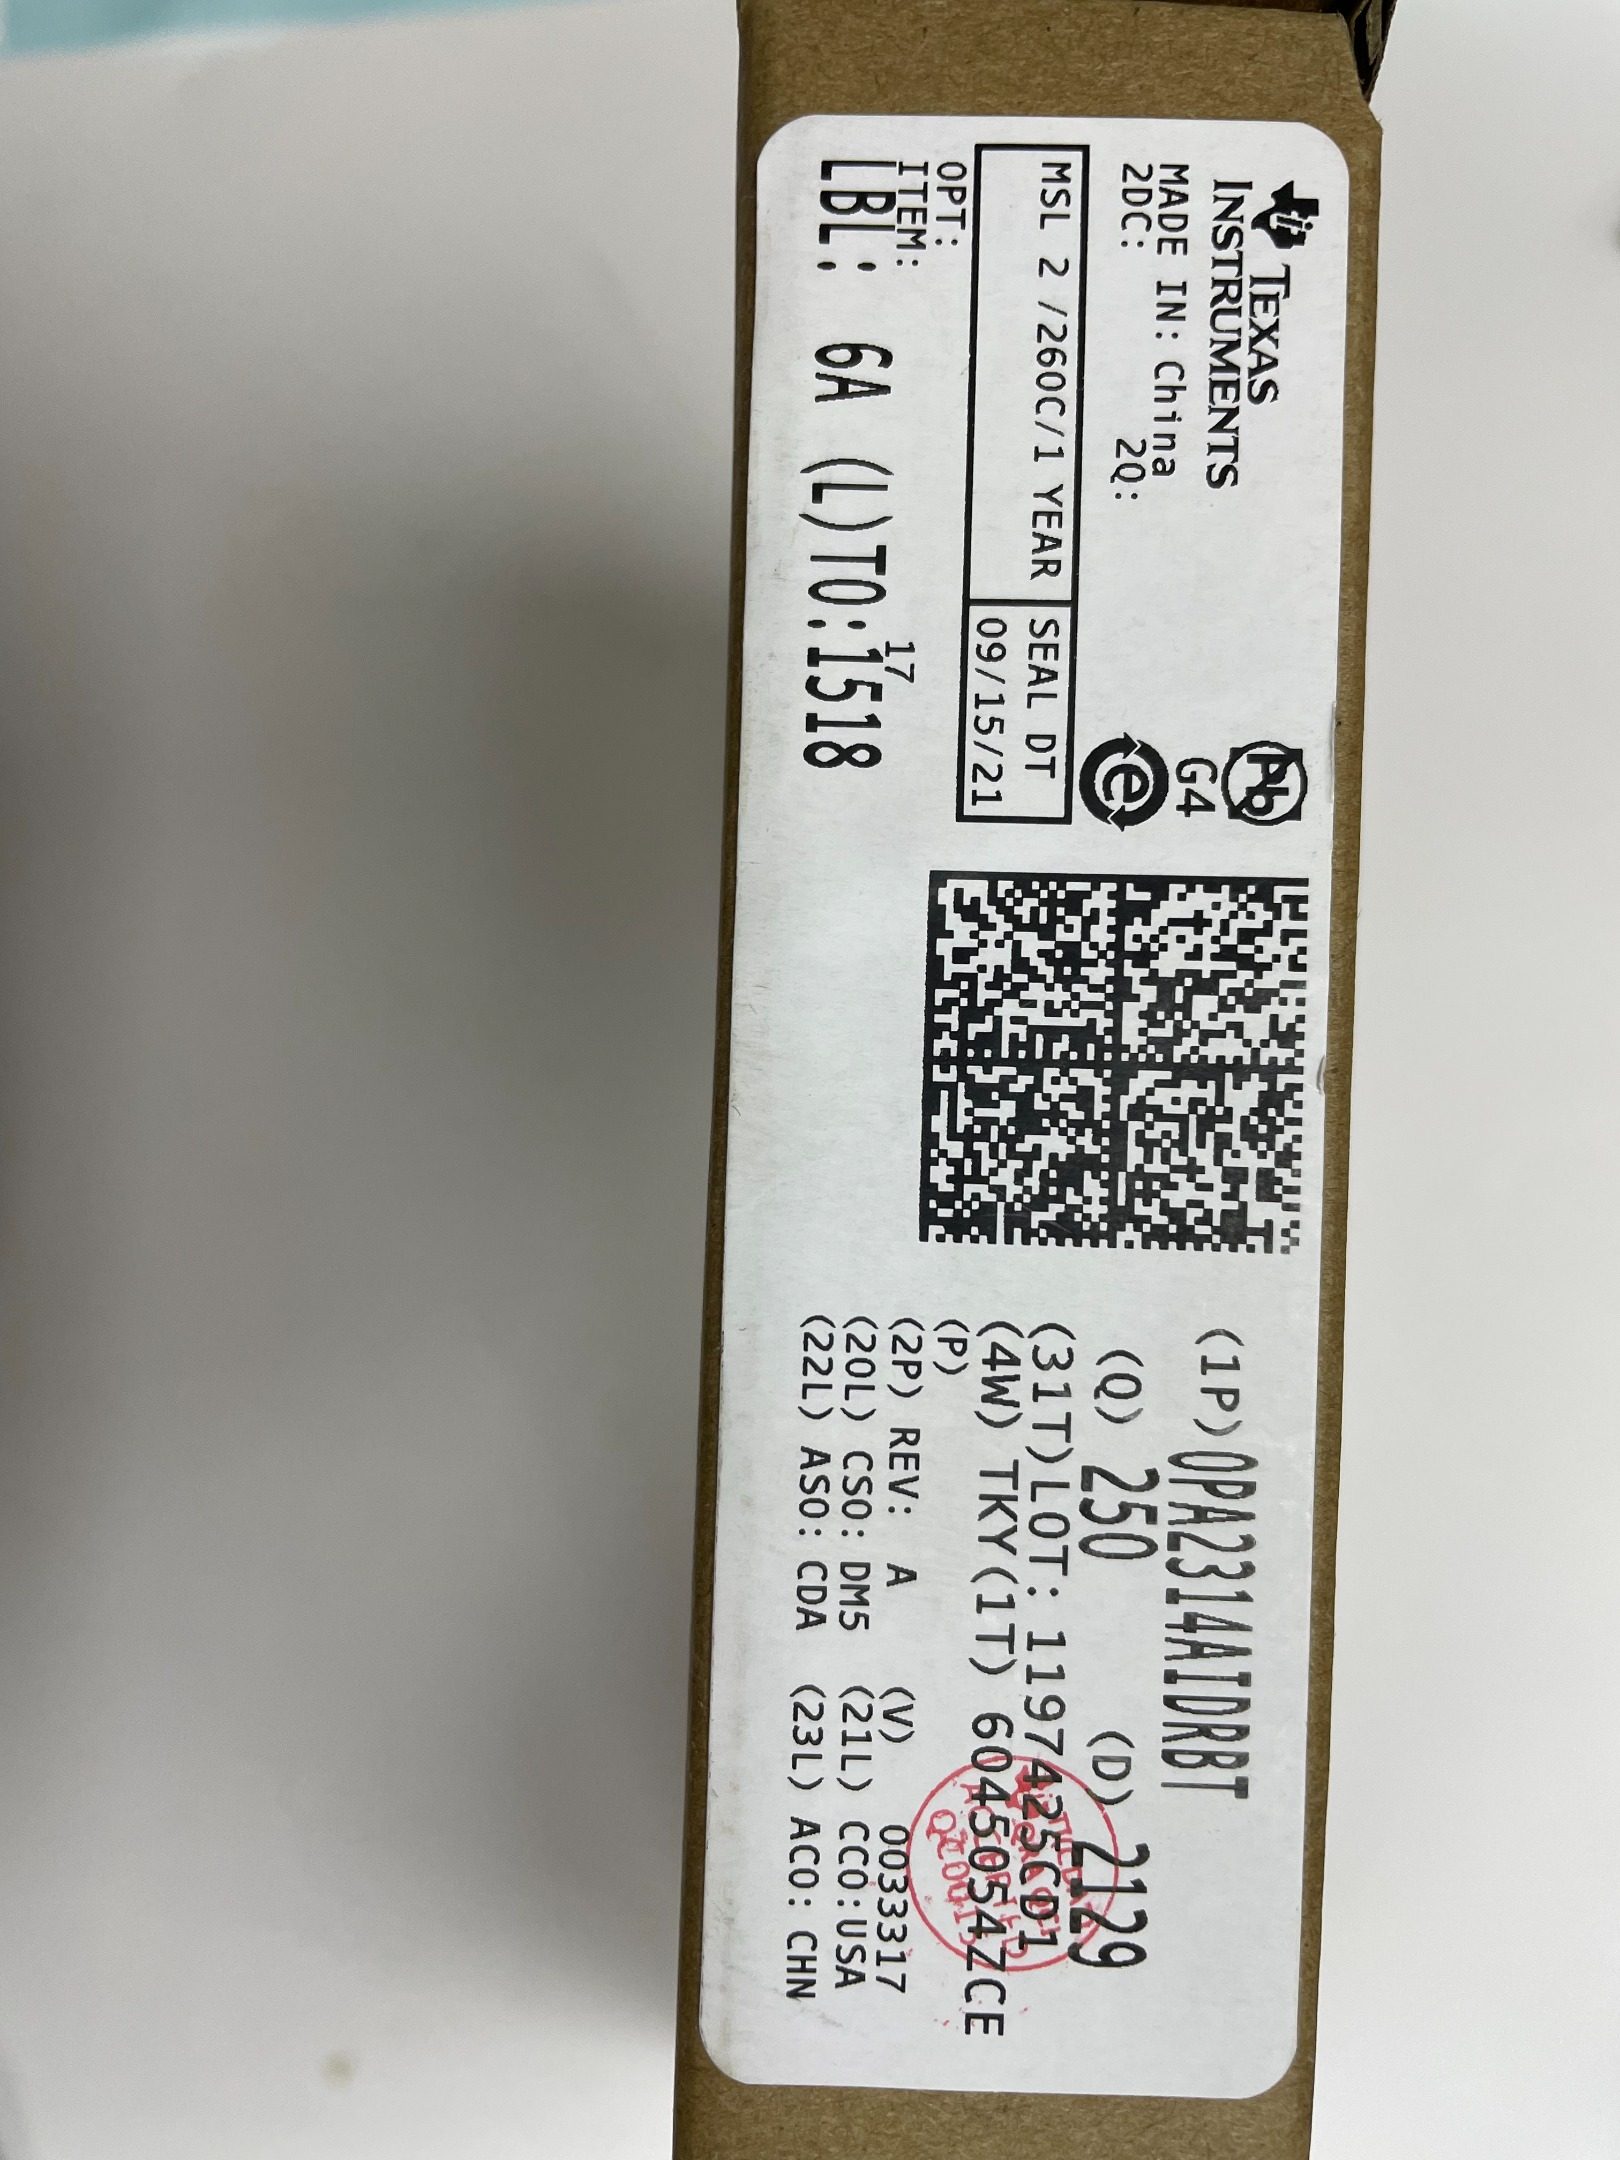 TEXAS
INSTRUMENTS
MADE IN: China
2DC: 2Q:
MSL 2 /260C/1 YEAR
SEAL DT
09/15/21
OPT:
ITEM: 17
LBL: 6A (L)TO:1518
Pb
G4
e
(1P)OPA2314AIDRBT
(Q) 250 (D) 2129
(31T)LOT: 1197425CD1
(4W) TKY(1T) 6045054ZCE
(P)
(2P) REV: A (V) 0033317
(20L) CSO: DM5 (21L) CCO:USA
(22L) ASO: CDA (23L) ACO: CHN